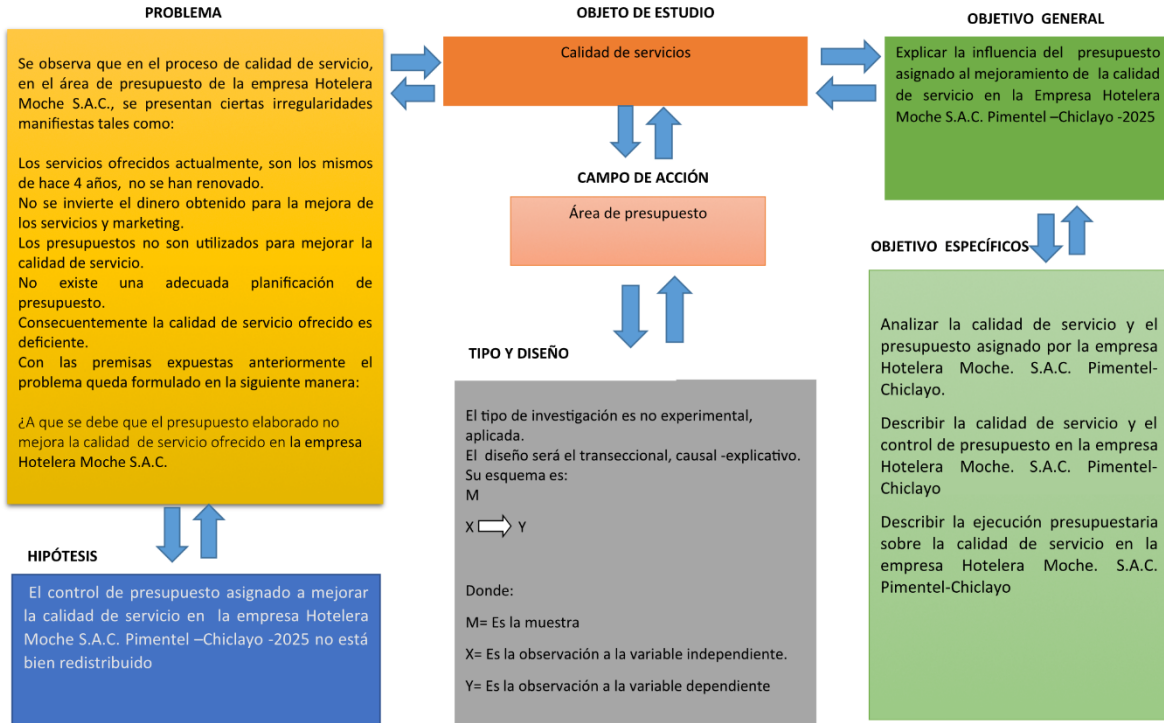 PROBLEMA
Se observa que en el proceso de calidad de servicio,
en el área de presupuesto de la empresa Hotelera
Moche S.A.C., se presentan ciertas irregularidades
manifiestas tales como:
Los servicios ofrecidos actualmente, son los mismos
de hace 4 años, no se han renovado.
No se invierte el dinero obtenido para la mejora de
los servicios y marketing.
Los presupuestos no son utilizados para mejorar la
calidad de servicio.
No existe una adecuada planificación de
presupuesto.
Consecuentemente la calidad de servicio ofrecido es
deficiente.
Con las premisas expuestas anteriormente el
problema queda formulado en la siguiente manera:
¿A que se debe que el presupuesto elaborado no
mejora la calidad de servicio ofrecido en la empresa
Hotelera Moche S.A.C.
HIPÓTESIS
El control de presupuesto asignado a mejorar
la calidad de servicio en la empresa Hotelera
Moche S.A.C. Pimentel –Chiclayo -2025 no está
bien redistribuido
OBJETO DE ESTUDIO
Calidad de servicios
CAMPO DE ACCIÓN
Área de presupuesto
TIPO Y DISEÑO
El tipo de investigación es no experimental,
aplicada.
El diseño será el transeccional, causal -explicativo.
Su esquema es:
M
X Y
Donde:
M= Es la muestra
X= Es la observación a la variable independiente.
Y= Es la observación a la variable dependiente
OBJETIVO GENERAL
Explicar la influencia del presupuesto
asignado al mejoramiento de la calidad
de servicio en la Empresa Hotelera
Moche S.A.C. Pimentel –Chiclayo -2025
OBJETIVO ESPECÍFICOS
Analizar la calidad de servicio y el
presupuesto asignado por la empresa
Hotelera Moche. S.A.C. Pimentel-
Chiclayo.
Describir la calidad de servicio y el
control de presupuesto en la empresa
Hotelera Moche. S.A.C. Pimentel-
Chiclayo
Describir la ejecución presupuestaria
sobre la calidad de servicio en la
empresa Hotelera Moche. S.A.C.
Pimentel-Chiclayo